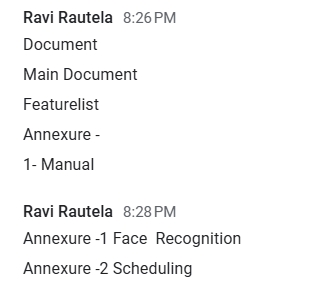 Ravi Rautela 8:26 PM
Document
Main Document
Featurelist
Annexure -
1- Manual
Ravi Rautela 8:28 PM
Annexure -1 Face  Recognition
Annexure -2 Scheduling